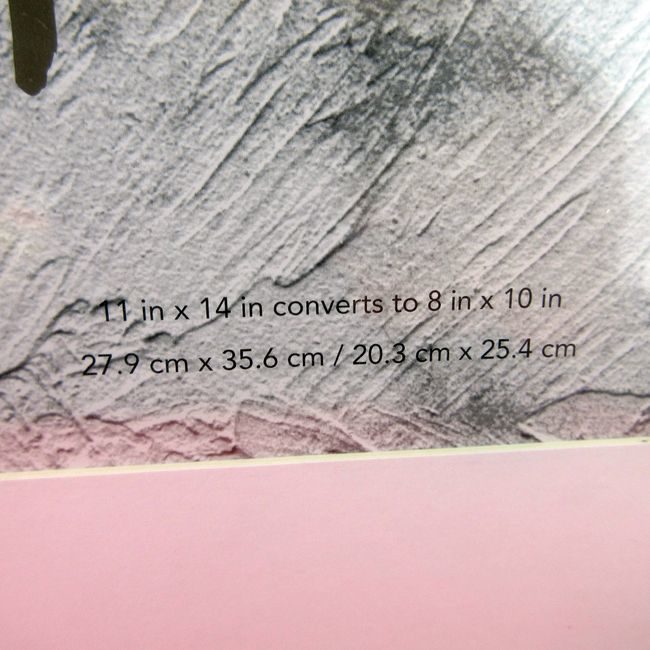 11 in x 14 in converts to 8 in x 10 in
27.9 cm x 35.6 cm / 20.3 cm x 25.4 cm